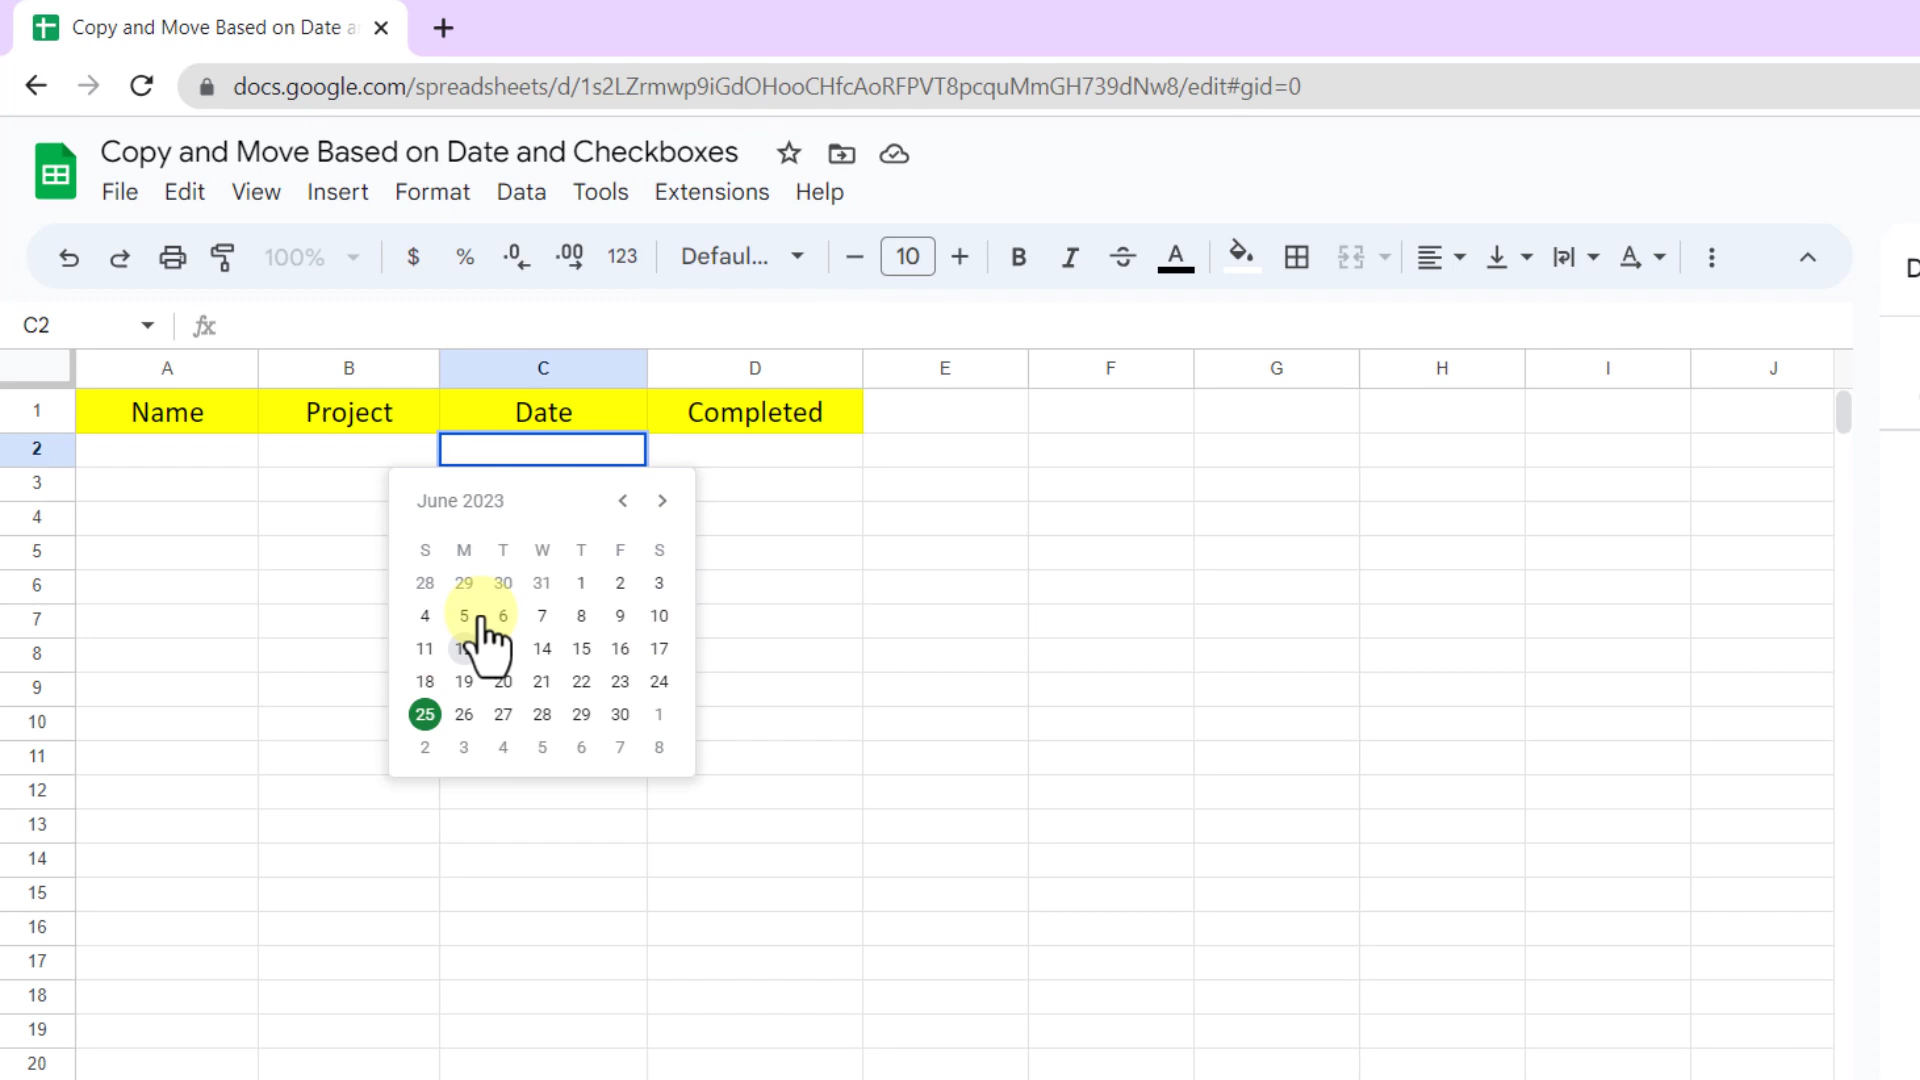 Copy and Move Based on Date a
docs.google.com/spreadsheets/d/1s2LZrmwp9iGdOHooCHfcAoRFPVT8pcquMmGH739dNw8/edit#gid=0
Copy and Move Based on Date and Checkboxes
File Edit View Insert Format Data Tools Extensions Help
100% $ % .0 .00 123 Defaul... − 10 + B I S A
C2 fx
A B C D E F G H I J
1 Name Project Date Completed
2
3
June 2023
4
5
S M T W T F S
6
28 29 30 31 1 2 3
7
4 5 6 7 8 9 10
8
11 14 15 16 17
9
18 19 20 21 22 23 24
10
25 26 27 28 29 30 1
11
2 3 4 5 6 7 8
12
13
14
15
16
17
18
19
20